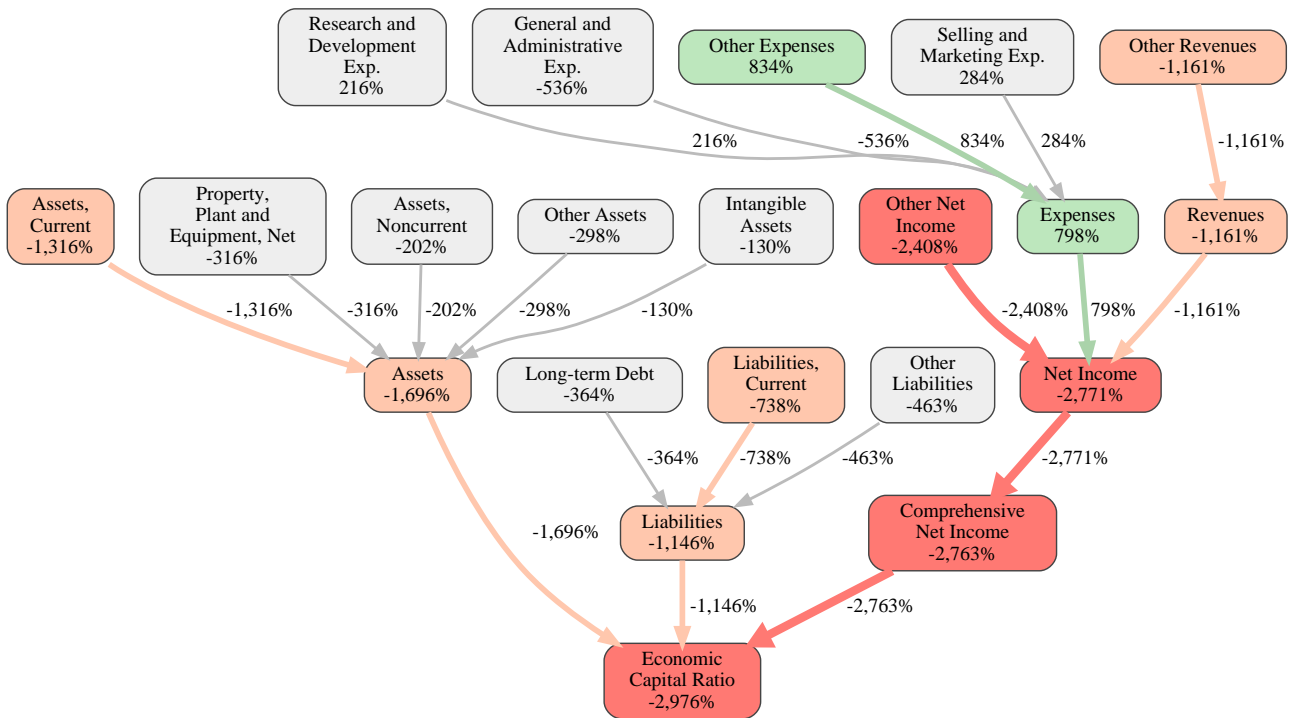 Research and
Development
Exp.
216%
General and
Administrative
Exp.
-536%
Other Expenses
834%
Selling and
Marketing Exp.
284%
Other Revenues
-1,161%
216%
-536%
834%
284%
-1,161%
Assets,
Current
-1,316%
Property,
Plant and
Equipment, Net
-316%
Assets,
Noncurrent
-202%
Other Assets
-298%
Intangible
Assets
-130%
Other Net
Income
-2,408%
Expenses
798%
Revenues
-1,161%
-1,316%
-316%
-202%
-298%
-130%
-2,408%
798%
-1,161%
Assets
-1,696%
Long-term Debt
-364%
Liabilities,
Current
-738%
Other
Liabilities
-463%
Net Income
-2,771%
-364%
-738%
-463%
-2,771%
-1,696%
Liabilities
-1,146%
Comprehensive
Net Income
-2,763%
-1,146%
-2,763%
Economic
Capital Ratio
-2,976%